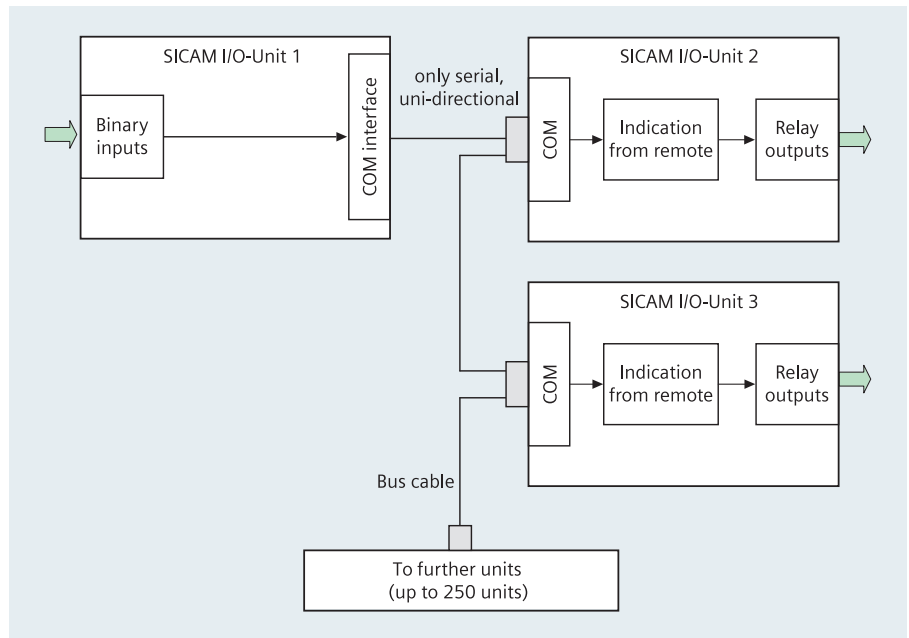 SICAM I/O-Unit 1
Binary
inputs
COM interface
only serial,
uni-directional
SICAM I/O-Unit 2
COM
Indication
from remote
Relay
outputs
SICAM I/O-Unit 3
COM
Indication
from remote
Relay
outputs
Bus cable
To further units
(up to 250 units)